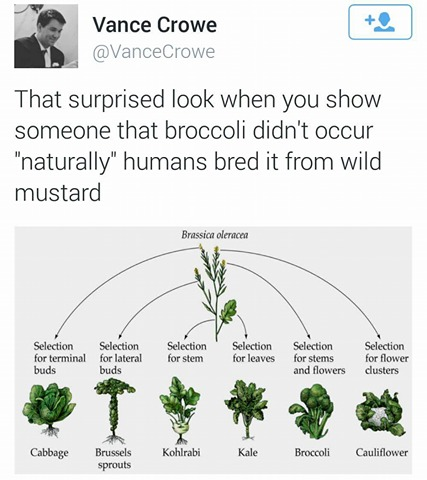 Vance Crowe
@VanceCrowe
That surprised look when you show
someone that broccoli didn't occur
"naturally" humans bred it from wild
mustard
Brassica oleracea
Selection
for terminal
buds
Selection
for lateral
buds
Selection
for stem
Selection
for leaves
Selection
for stems
and flowers
Selection
for flower
clusters
Cabbage
Brussels
sprouts
Kohlrabi
Kale
Broccoli
Cauliflower